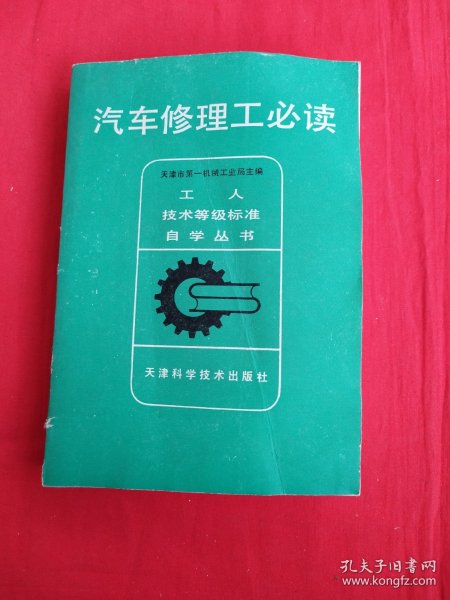 汽车修理工必读
天津市第一机械工业局主编
工人
技术等级标准
自学丛书
天津科学技术出版社
孔夫子旧书网
www.kongfz.com